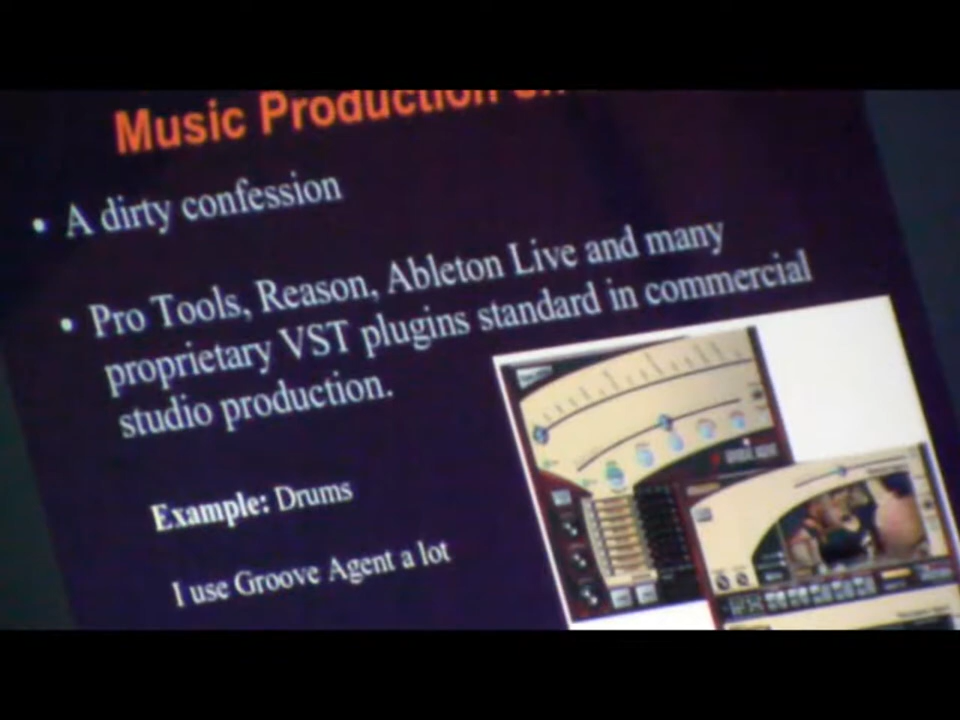 Music Production
• A dirty confession
• Pro Tools, Reason, Ableton Live and many
proprietary VST plugins standard in commercial
studio production.
Example: Drums
I use Groove Agent a lot